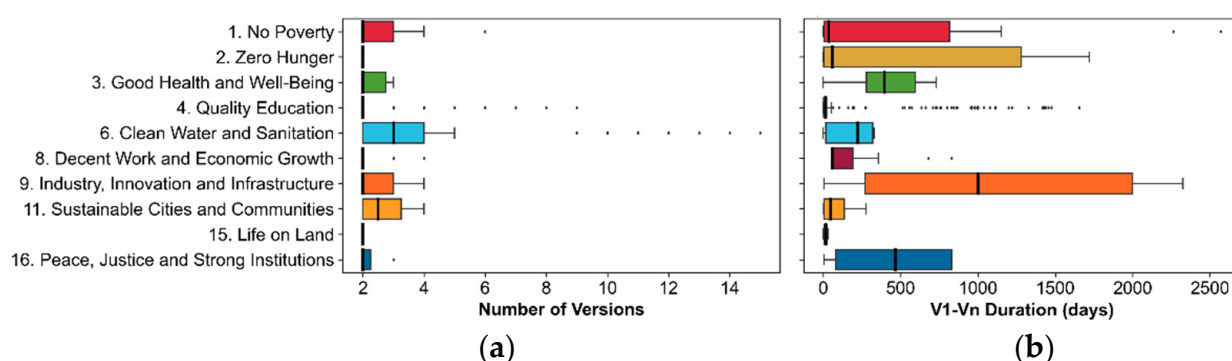 1. No Poverty
2. Zero Hunger
3. Good Health and Well-Being
4. Quality Education
6. Clean Water and Sanitation
8. Decent Work and Economic Growth
9. Industry, Innovation and Infrastructure
11. Sustainable Cities and Communities
15. Life on Land
16. Peace, Justice and Strong Institutions
2 4 6 8 10 12 14
Number of Versions
(a)
0 500 1000 1500 2000 2500
V1-Vn Duration (days)
(b)